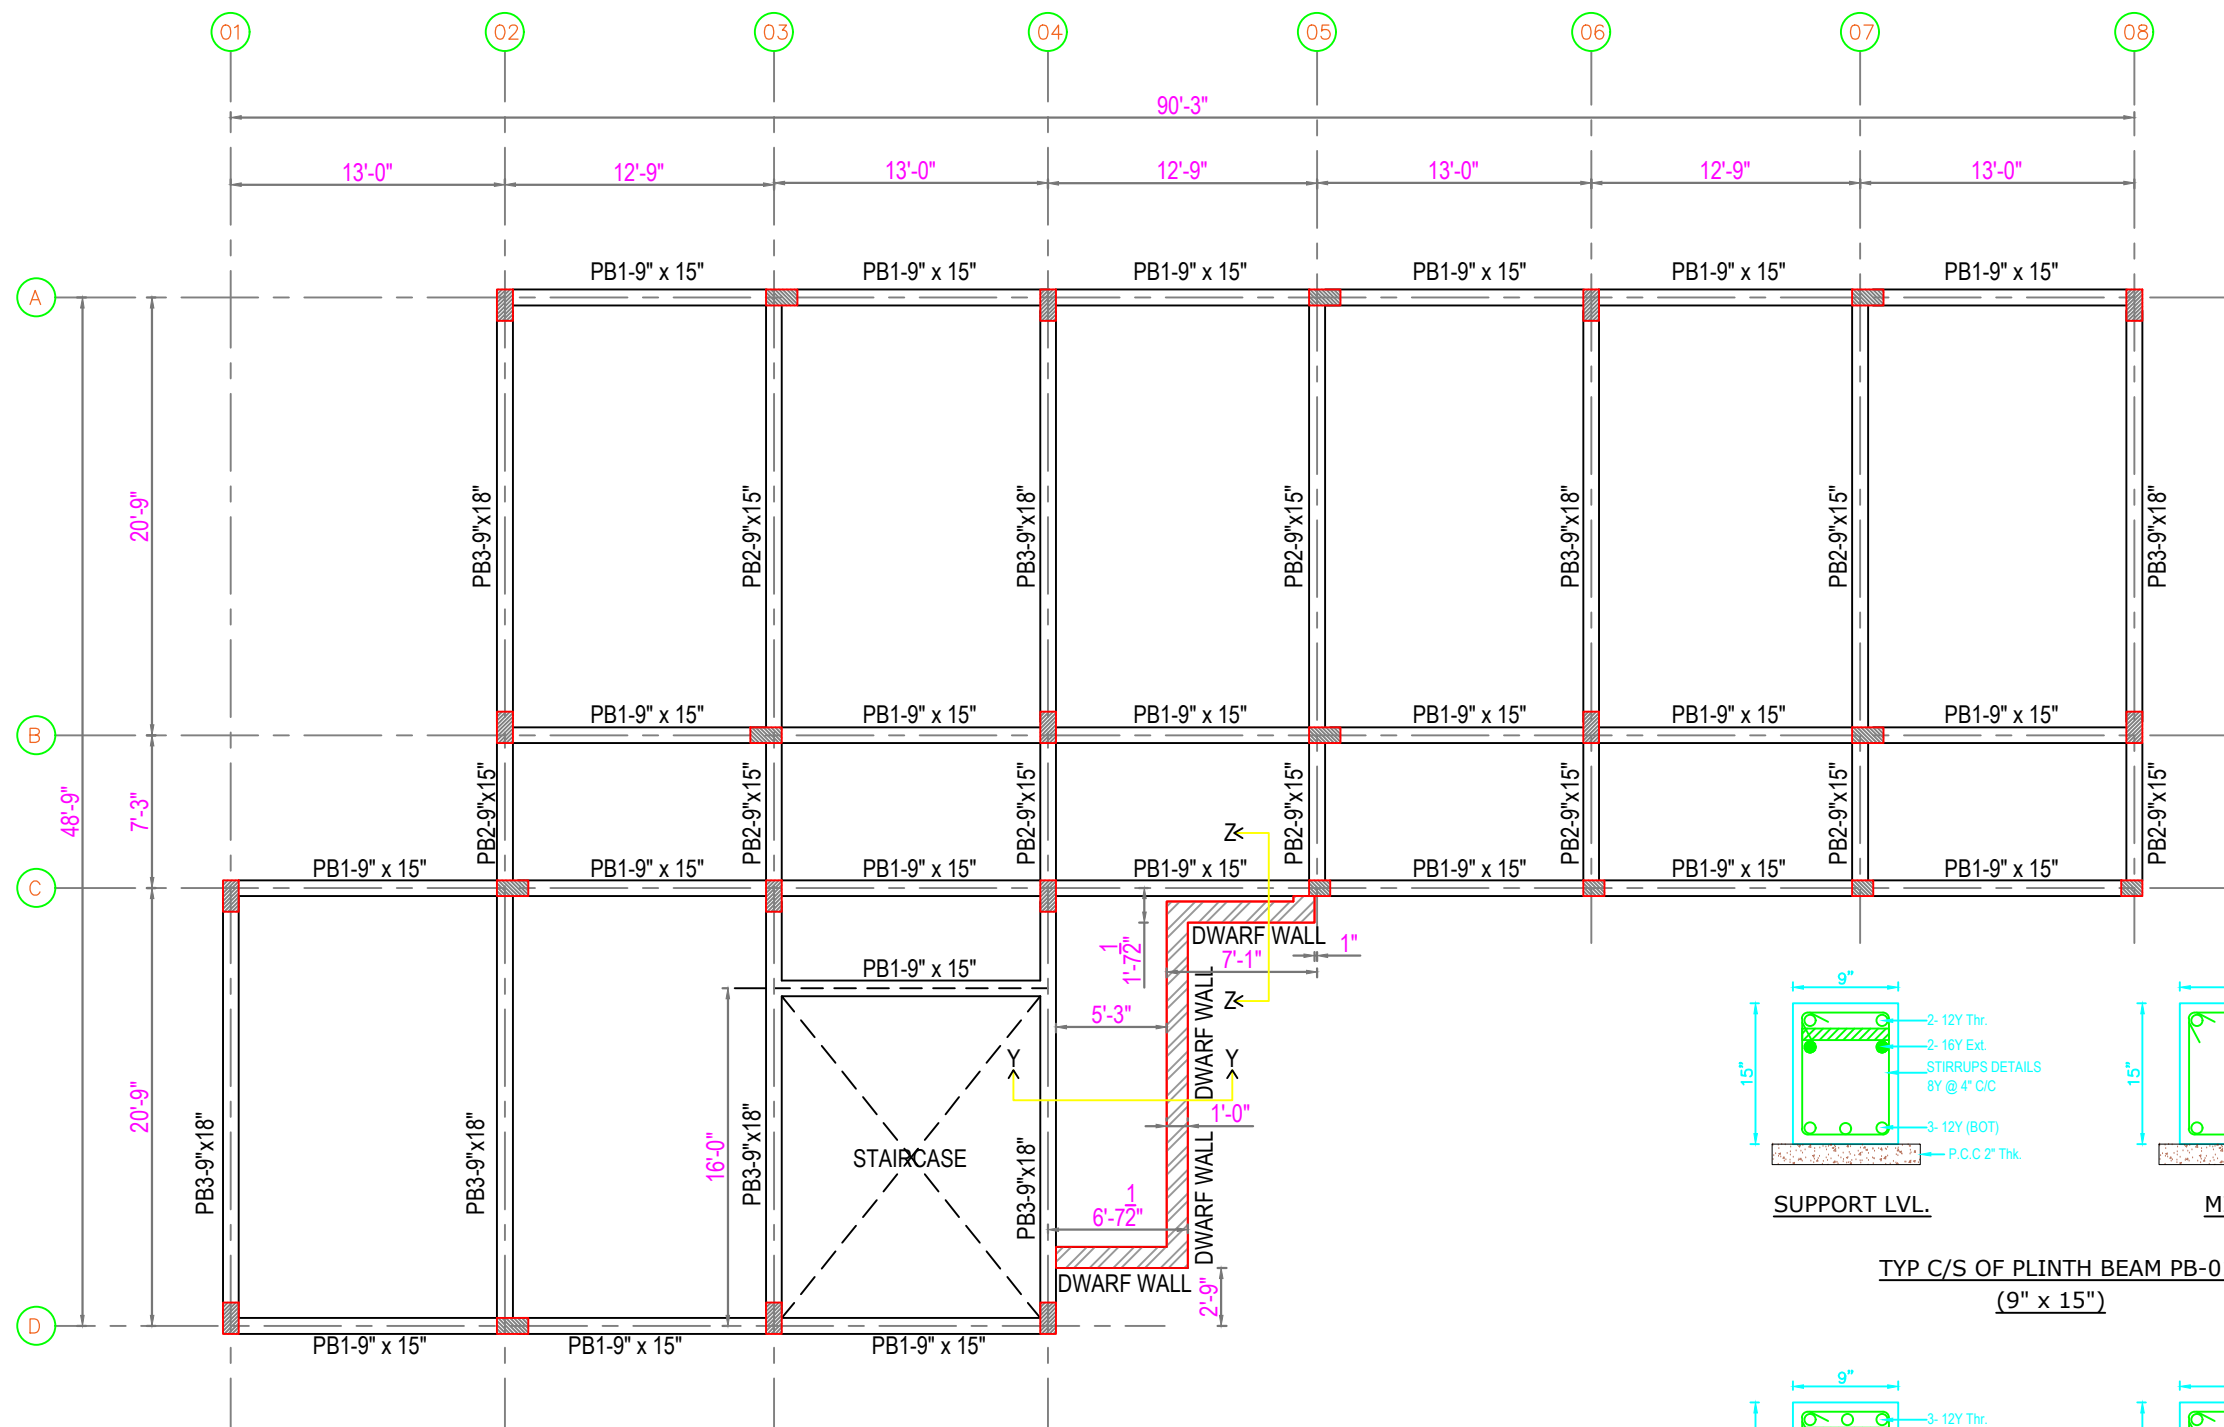 01 02 03 04 05 06 07 08
90'-3"
13'-0" 12'-9" 13'-0" 12'-9" 13'-0" 12'-9" 13'-0"
PB1-9" x 15" PB1-9" x 15" PB1-9" x 15" PB1-9" x 15" PB1-9" x 15" PB1-9" x 15"
A
20'-9"
PB3-9"x18" PB2-9"x15" PB3-9"x18" PB2-9"x15" PB3-9"x18" PB2-9"x15" PB3-9"x18"
PB1-9" x 15" PB1-9" x 15" PB1-9" x 15" PB1-9" x 15" PB1-9" x 15" PB1-9" x 15"
B
48'-9"
7'-3"
PB2-9"x15" PB2-9"x15" PB2-9"x15" PB2-9"x15" PB2-9"x15" PB2-9"x15" PB2-9"x15"
Z
PB1-9" x 15" PB1-9" x 15" PB1-9" x 15" PB1-9" x 15" PB1-9" x 15" PB1-9" x 15" PB1-9" x 15"
C
DWARF WALL
1'-7 1/2"
7'-1"
1"
PB1-9" x 15"
Z
5'-3"
DWARF WALL
Y Y
1'-0"
20'-9"
PB3-9"x18" PB3-9"x18" PB3-9"x18" PB3-9"x18"
16'-0"
STAIRCASE
DWARF WALL
6'-7 1/2"
DWARF WALL
2'-9"
D
PB1-9" x 15" PB1-9" x 15" PB1-9" x 15"
9"
15"
2- 12Y Thr.
2- 16Y Ext.
STIRRUPS DETAILS
8Y @ 4" C/C
3- 12Y (BOT)
P.C.C 2" Thk.
15"
SUPPORT LVL.
M
TYP C/S OF PLINTH BEAM PB-0
(9" x 15")
9"
3- 12Y Thr.